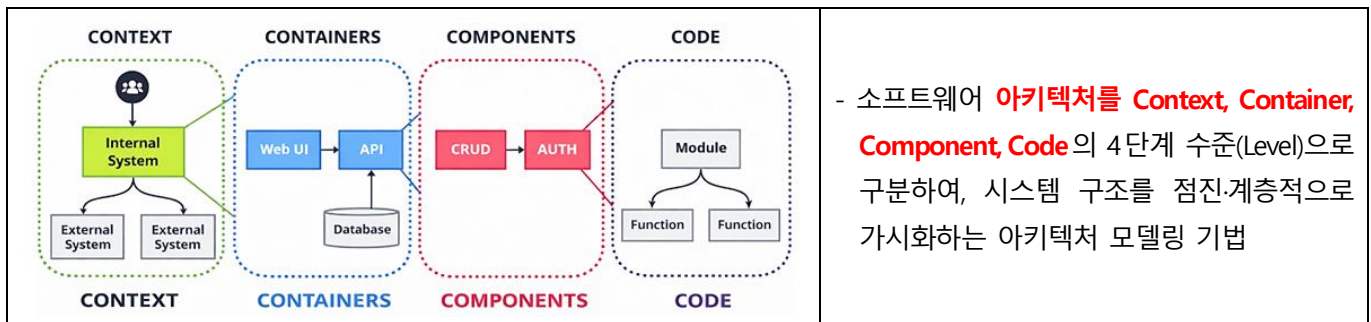 CONTEXT
CONTAINERS
COMPONENTS
CODE
Internal
System
External
System
External
System
Web UI
API
Database
CRUD
AUTH
Module
Function
Function
CONTEXT
CONTAINERS
COMPONENTS
CODE
- 소프트웨어 아키텍처를 Context, Container,
Component, Code의 4단계 수준(Level)으로
구분하여, 시스템 구조를 점진·계층적으로
가시화하는 아키텍처 모델링 기법